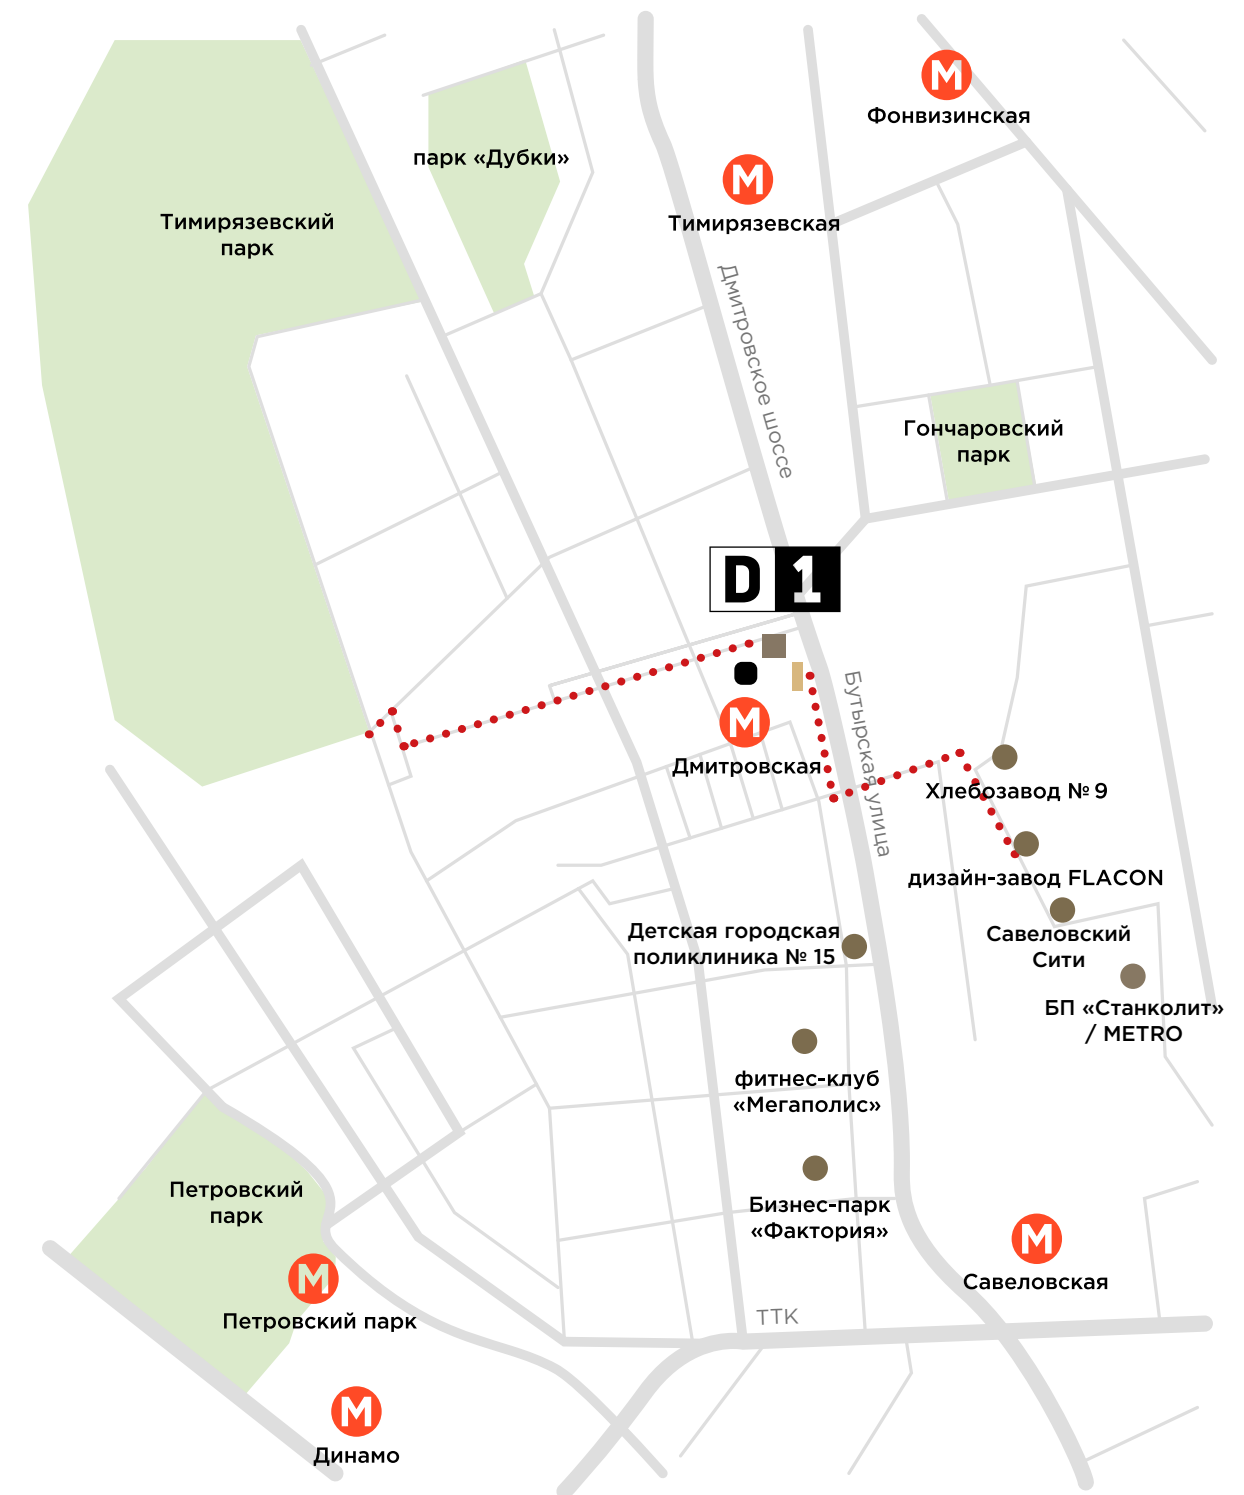 M
Фонвизинская
парк «Дубки»
M
Тимирязевская
Тимирязевский
парк
Дмитровское шоссе
Гончаровский
парк
D 1
Бутырская улица
M
Дмитровская
Хлебозавод № 9
дизайн-завод FLACON
Детская городская
поликлиника № 15
Савеловский
Сити
БП «Станколит»
/ METRO
фитнес-клуб
«Мегаполис»
Петровский
парк
Бизнес-парк
«Фактория»
M
Савеловская
M
Петровский парк
ТТК
M
Динамо